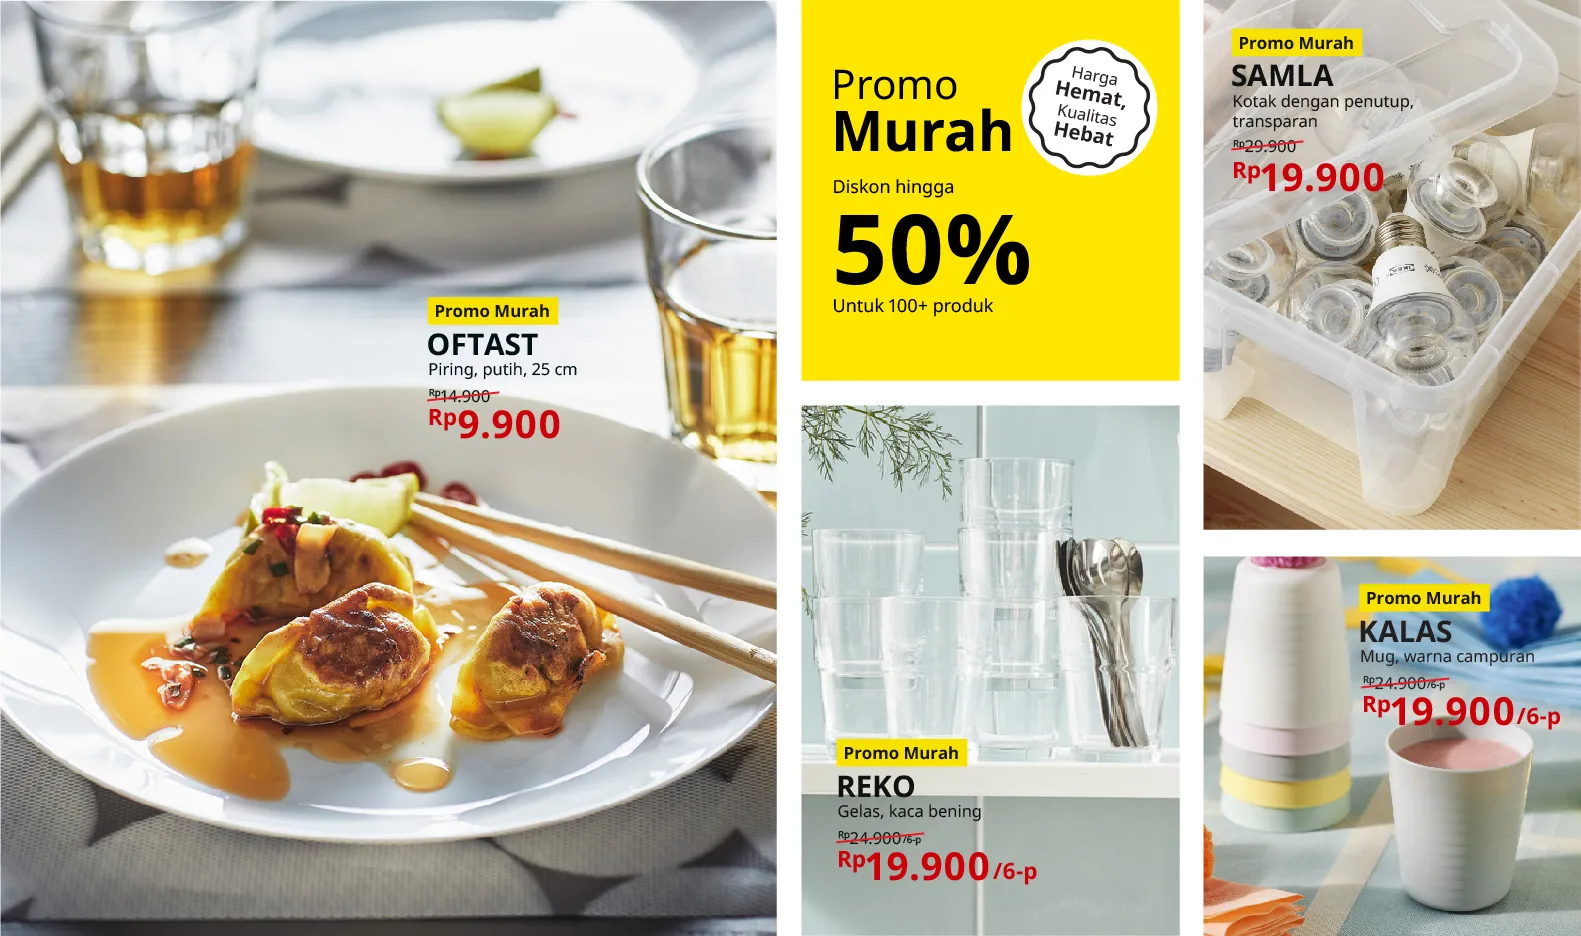 Promo Murah
OFTAST
Piring, putih, 25 cm
Rp14.900
Rp9.900
Promo
Murah
Harga
Hemat,
Kualitas
Hebat
Diskon hingga
50%
Untuk 100+ produk
Promo Murah
REKO
Gelas, kaca bening
Rp24.900/6-p
Rp19.900/6-p
Promo Murah
SAMLA
Kotak dengan penutup,
transparan
Rp29.900
Rp19.900
IKEA
Promo Murah
KALAS
Mug, warna campuran
Rp24.900/6-p
Rp19.900/6-p